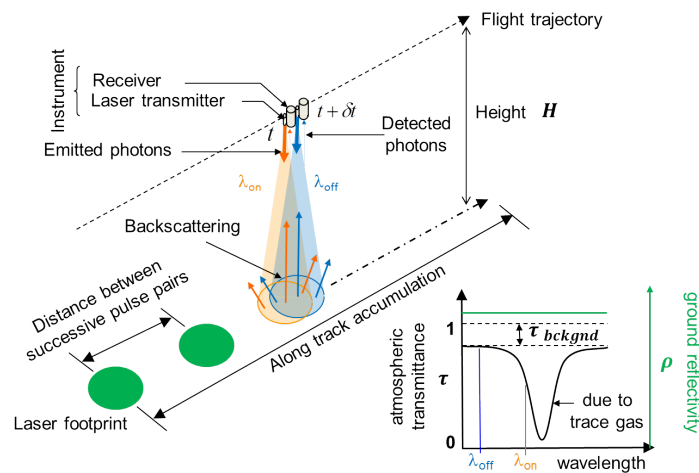 Flight trajectory
Instrument
Receiver
Laser transmitter
t
t + δt
Height H
Emitted photons
Detected
photons
λon
λoff
Backscattering
Distance between
successive pulse pairs
Along track accumulation
Laser footprint
atmospheric
transmittance
τ
1
0
τ bckgnd
due to
trace gas
λoff
λon
wavelength
ρ
ground reflectivity